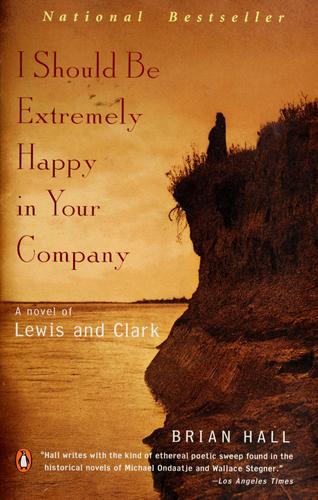 National Bestseller
I Should Be
Extremely
Happy
in Your
Company
A novel of
Lewis and Clark
BRIAN HALL
"Hall writes with the kind of ethereal poetic sweep found in the
historical novels of Michael Ondaatje and Wallace Stegner."
—Los Angeles Times